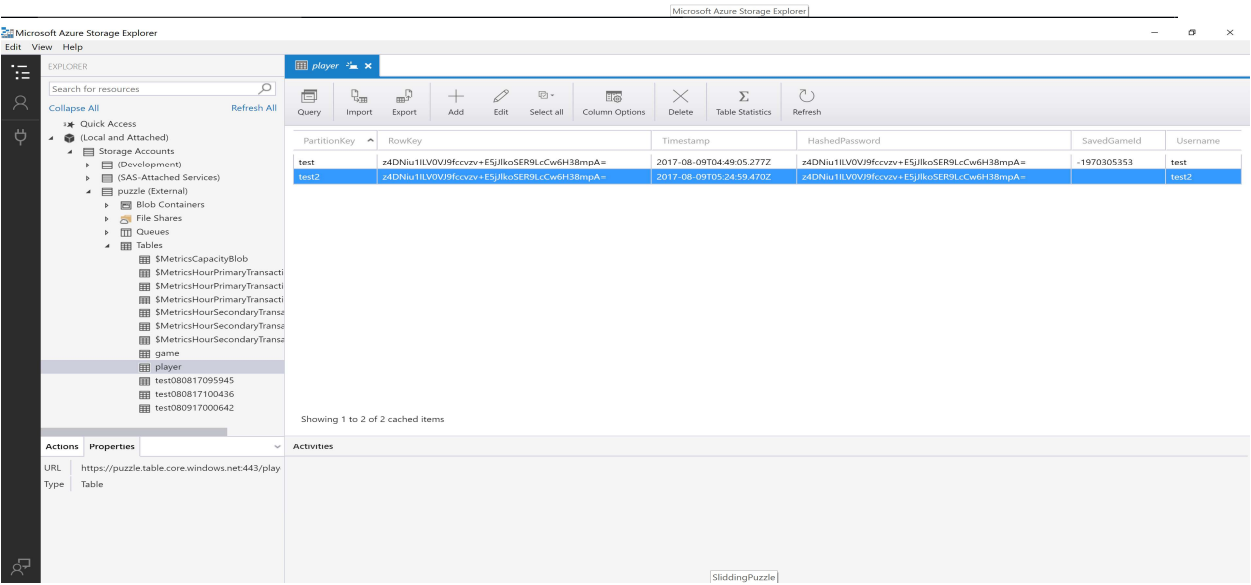 Microsoft Azure Storage Explorer
Microsoft Azure Storage Explorer
Edit View Help
EXPLORER
Search for resources
Collapse All Refresh All
Quick Access
(Local and Attached)
Storage Accounts
(Development)
(SAS-Attached Services)
puzzle (External)
Blob Containers
File Shares
Queues
Tables
$MetricsCapacityBlob
$MetricsHourPrimaryTransacti
$MetricsHourPrimaryTransacti
$MetricsHourPrimaryTransacti
$MetricsHourSecondaryTransa
$MetricsHourSecondaryTransa
$MetricsHourSecondaryTransa
game
player
test080817095945
test080817100436
test080917000642
Actions Properties
URL https://puzzle.table.core.windows.net:443/play
Type Table
player
Query Import Export Add Edit Select all Column Options Delete Table Statistics Refresh
PartitionKey RowKey Timestamp HashedPassword SavedGameId Username
test z4DNiu1ILV0VJ9fccvzv+E5jJlkoSER9LcCw6H38mpA= 2017-08-09T04:49:05.277Z z4DNiu1ILV0VJ9fccvzv+E5jJlkoSER9LcCw6H38mpA= -1970305353 test
test2 z4DNiu1ILV0VJ9fccvzv+E5jJlkoSER9LcCw6H38mpA= 2017-08-09T05:24:59.470Z z4DNiu1ILV0VJ9fccvzv+E5jJlkoSER9LcCw6H38mpA= test2
Showing 1 to 2 of 2 cached items
Activities
SliddingPuzzle